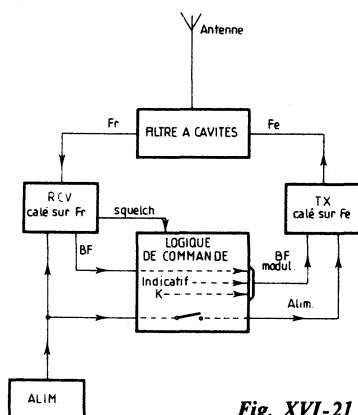 Antenne
Fr
FILTRE A CAVITÉS
Fe
RCV
calé sur Fr
squelch
TX
calé sur Fe
BF
LOGIQUE
DE COMMANDE
Indicatif
K
BF
modul.
Alim.
ALIM.
Fig. XVI-21